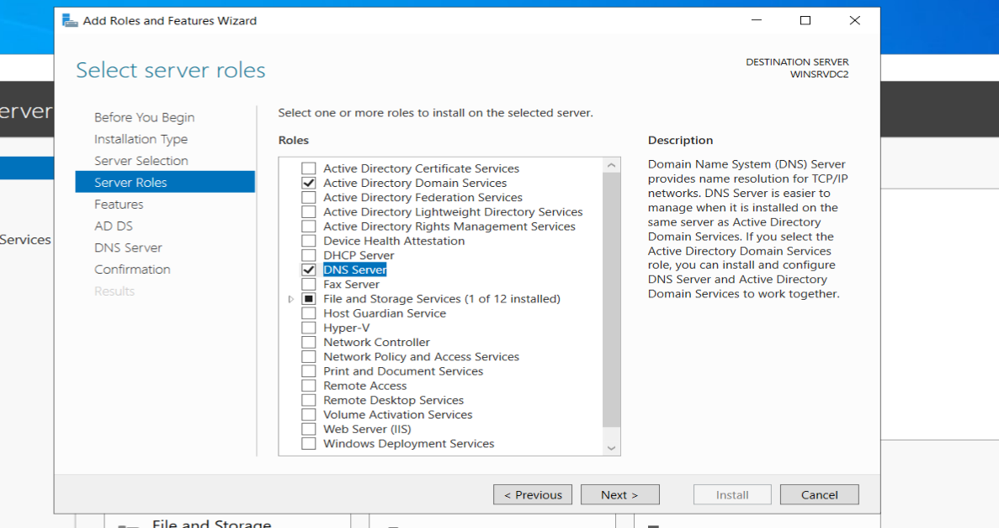 Add Roles and Features Wizard
Select server roles
DESTINATION SERVER
WINSRVDC2
erver
Services
Before You Begin
Installation Type
Server Selection
Server Roles
Features
AD DS
DNS Server
Confirmation
Results
Select one or more roles to install on the selected server.
Roles
Active Directory Certificate Services
Active Directory Domain Services
Active Directory Federation Services
Active Directory Lightweight Directory Services
Active Directory Rights Management Services
Device Health Attestation
DHCP Server
DNS Server
Fax Server
File and Storage Services (1 of 12 installed)
Host Guardian Service
Hyper-V
Network Controller
Network Policy and Access Services
Print and Document Services
Remote Access
Remote Desktop Services
Volume Activation Services
Web Server (IIS)
Windows Deployment Services
Description
Domain Name System (DNS) Server
provides name resolution for TCP/IP
networks. DNS Server is easier to
manage when it is installed on the
same server as Active Directory
Domain Services. If you select the
Active Directory Domain Services
role, you can install and configure
DNS Server and Active Directory
Domain Services to work together.
< Previous
Next >
Install
Cancel
File and Storage